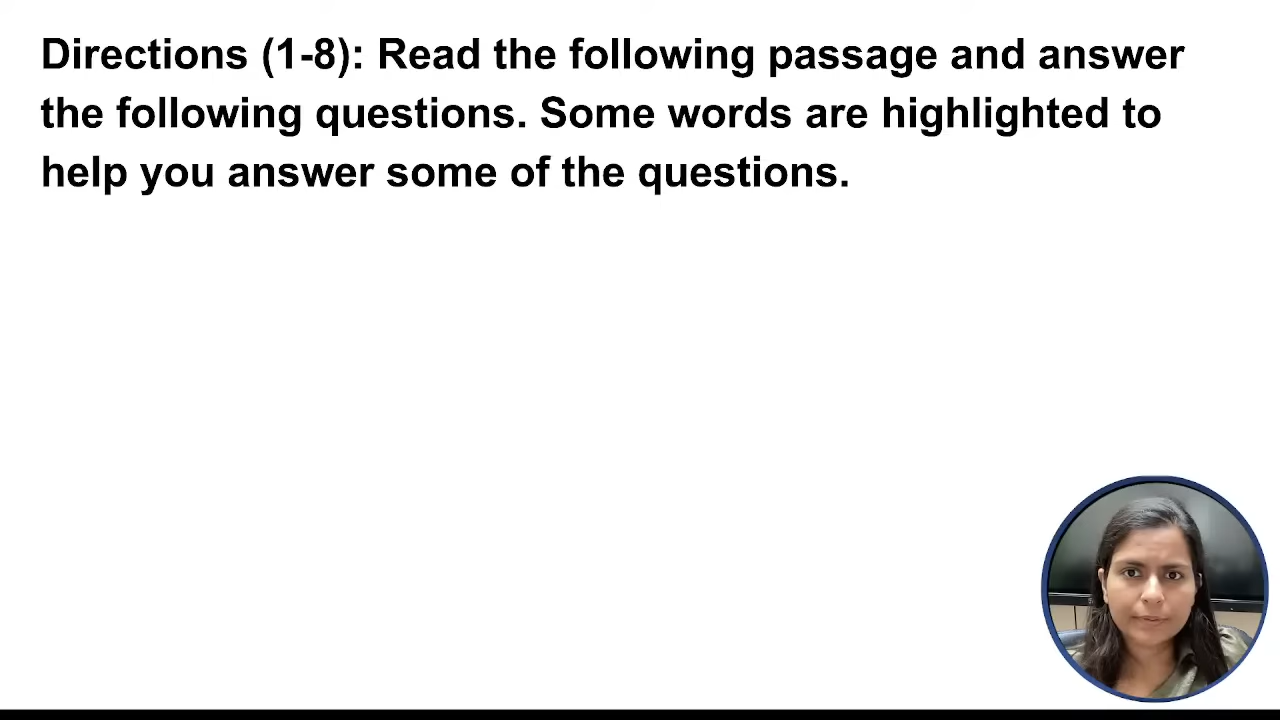 Directions (1-8): Read the following passage and answer
the following questions. Some words are highlighted to
help you answer some of the questions.